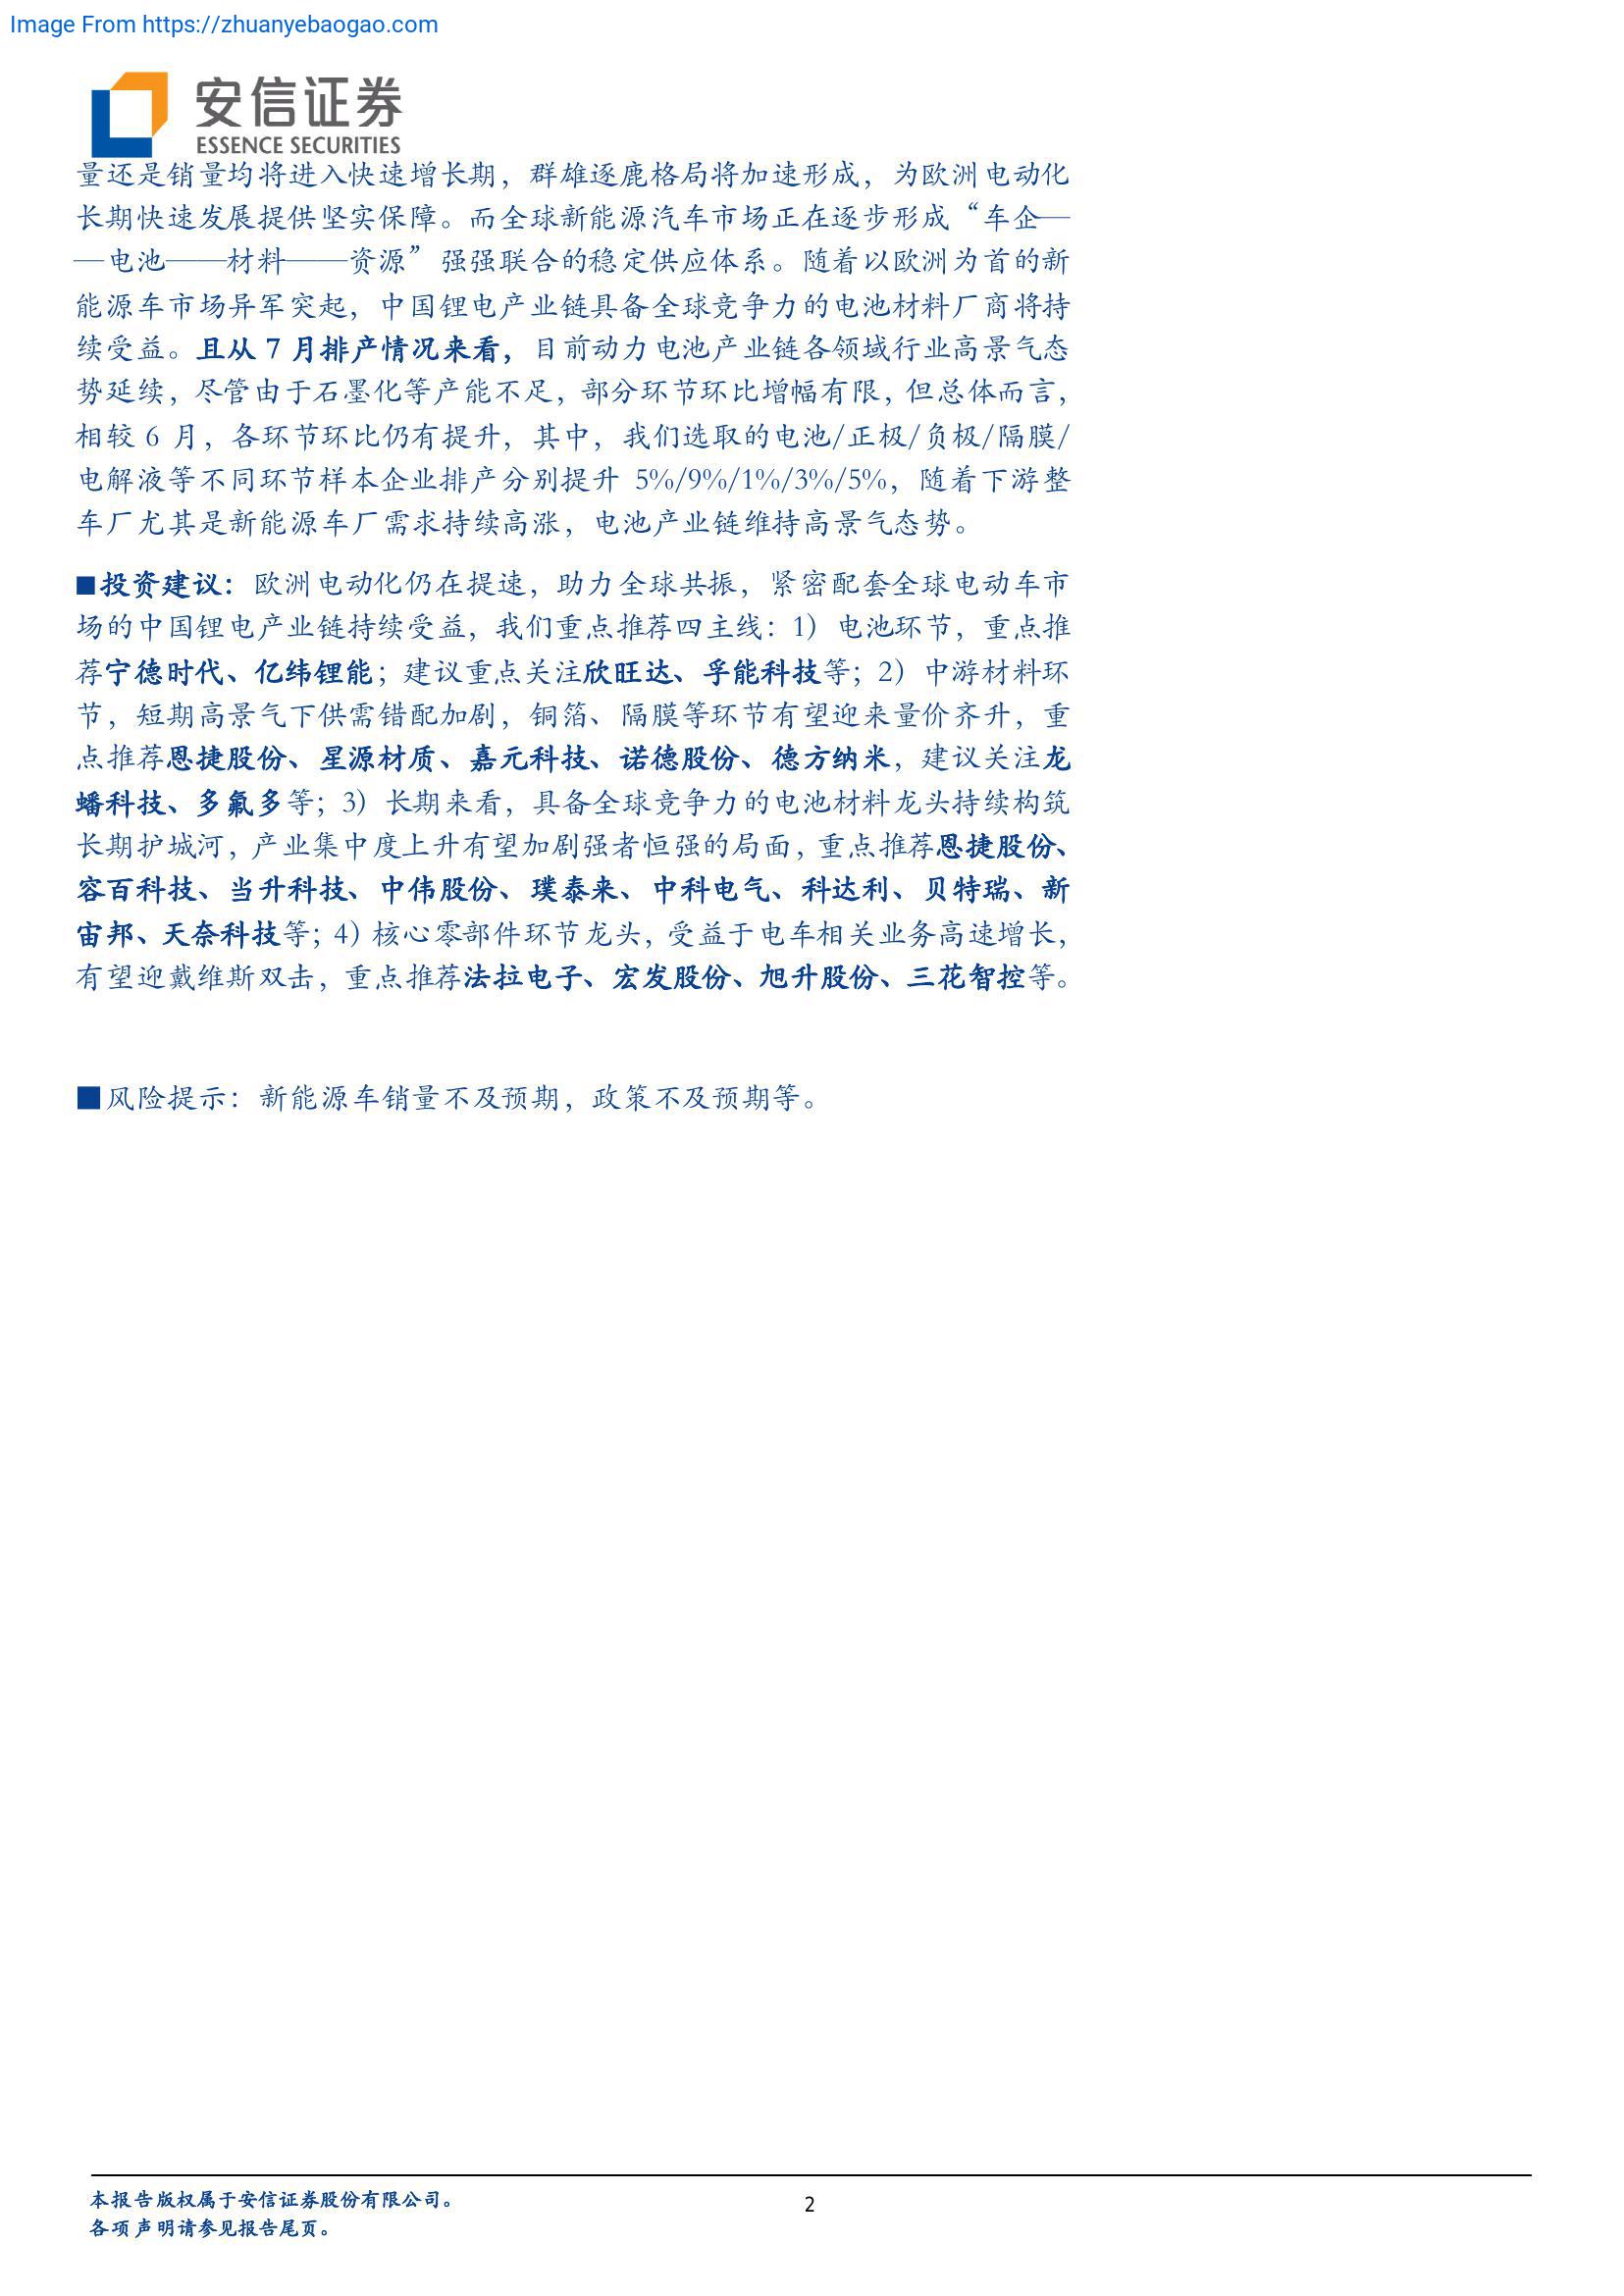 Image From https://zhuanyebaogao.com
安信证券
ESSENCE SECURITIES
量还是销量均将进入快速增长期，群雄逐鹿格局将加速形成，为欧洲电动化
长期快速发展提供坚实保障。而全球新能源汽车市场正在逐步形成“车企—
—电池——材料——资源”强强联合的稳定供应体系。随着以欧洲为首的新
能源车市场异军突起，中国锂电产业链具备全球竞争力的电池材料厂商将持
续受益。且从 7 月排产情况来看，目前动力电池产业链各领域行业高景气态
势延续，尽管由于石墨化等产能不足，部分环节环比增幅有限，但总体而言，
相较 6 月，各环节环比仍有提升，其中，我们选取的电池/正极/负极/隔膜/
电解液等不同环节样本企业排产分别提升 5%/9%/1%/3%/5%，随着下游整
车厂尤其是新能源车厂需求持续高涨，电池产业链维持高景气态势。
■投资建议：欧洲电动化仍在提速，助力全球共振，紧密配套全球电动车市
场的中国锂电产业链持续受益，我们重点推荐四主线：1）电池环节，重点推
荐宁德时代、亿纬锂能；建议重点关注欣旺达、孚能科技等；2）中游材料环
节，短期高景气下供需错配加剧，铜箔、隔膜等环节有望迎来量价齐升，重
点推荐恩捷股份、星源材质、嘉元科技、诺德股份、德方纳米，建议关注龙
蟠科技、多氟多等；3）长期来看，具备全球竞争力的电池材料龙头持续构筑
长期护城河，产业集中度上升有望加剧强者恒强的局面，重点推荐恩捷股份、
容百科技、当升科技、中伟股份、璞泰来、中科电气、科达利、贝特瑞、新
宙邦、天奈科技等；4）核心零部件环节龙头，受益于电车相关业务高速增长，
有望迎戴维斯双击，重点推荐法拉电子、宏发股份、旭升股份、三花智控等。
■风险提示：新能源车销量不及预期，政策不及预期等。
本报告版权属于安信证券股份有限公司。
各项声明请参见报告尾页。
2